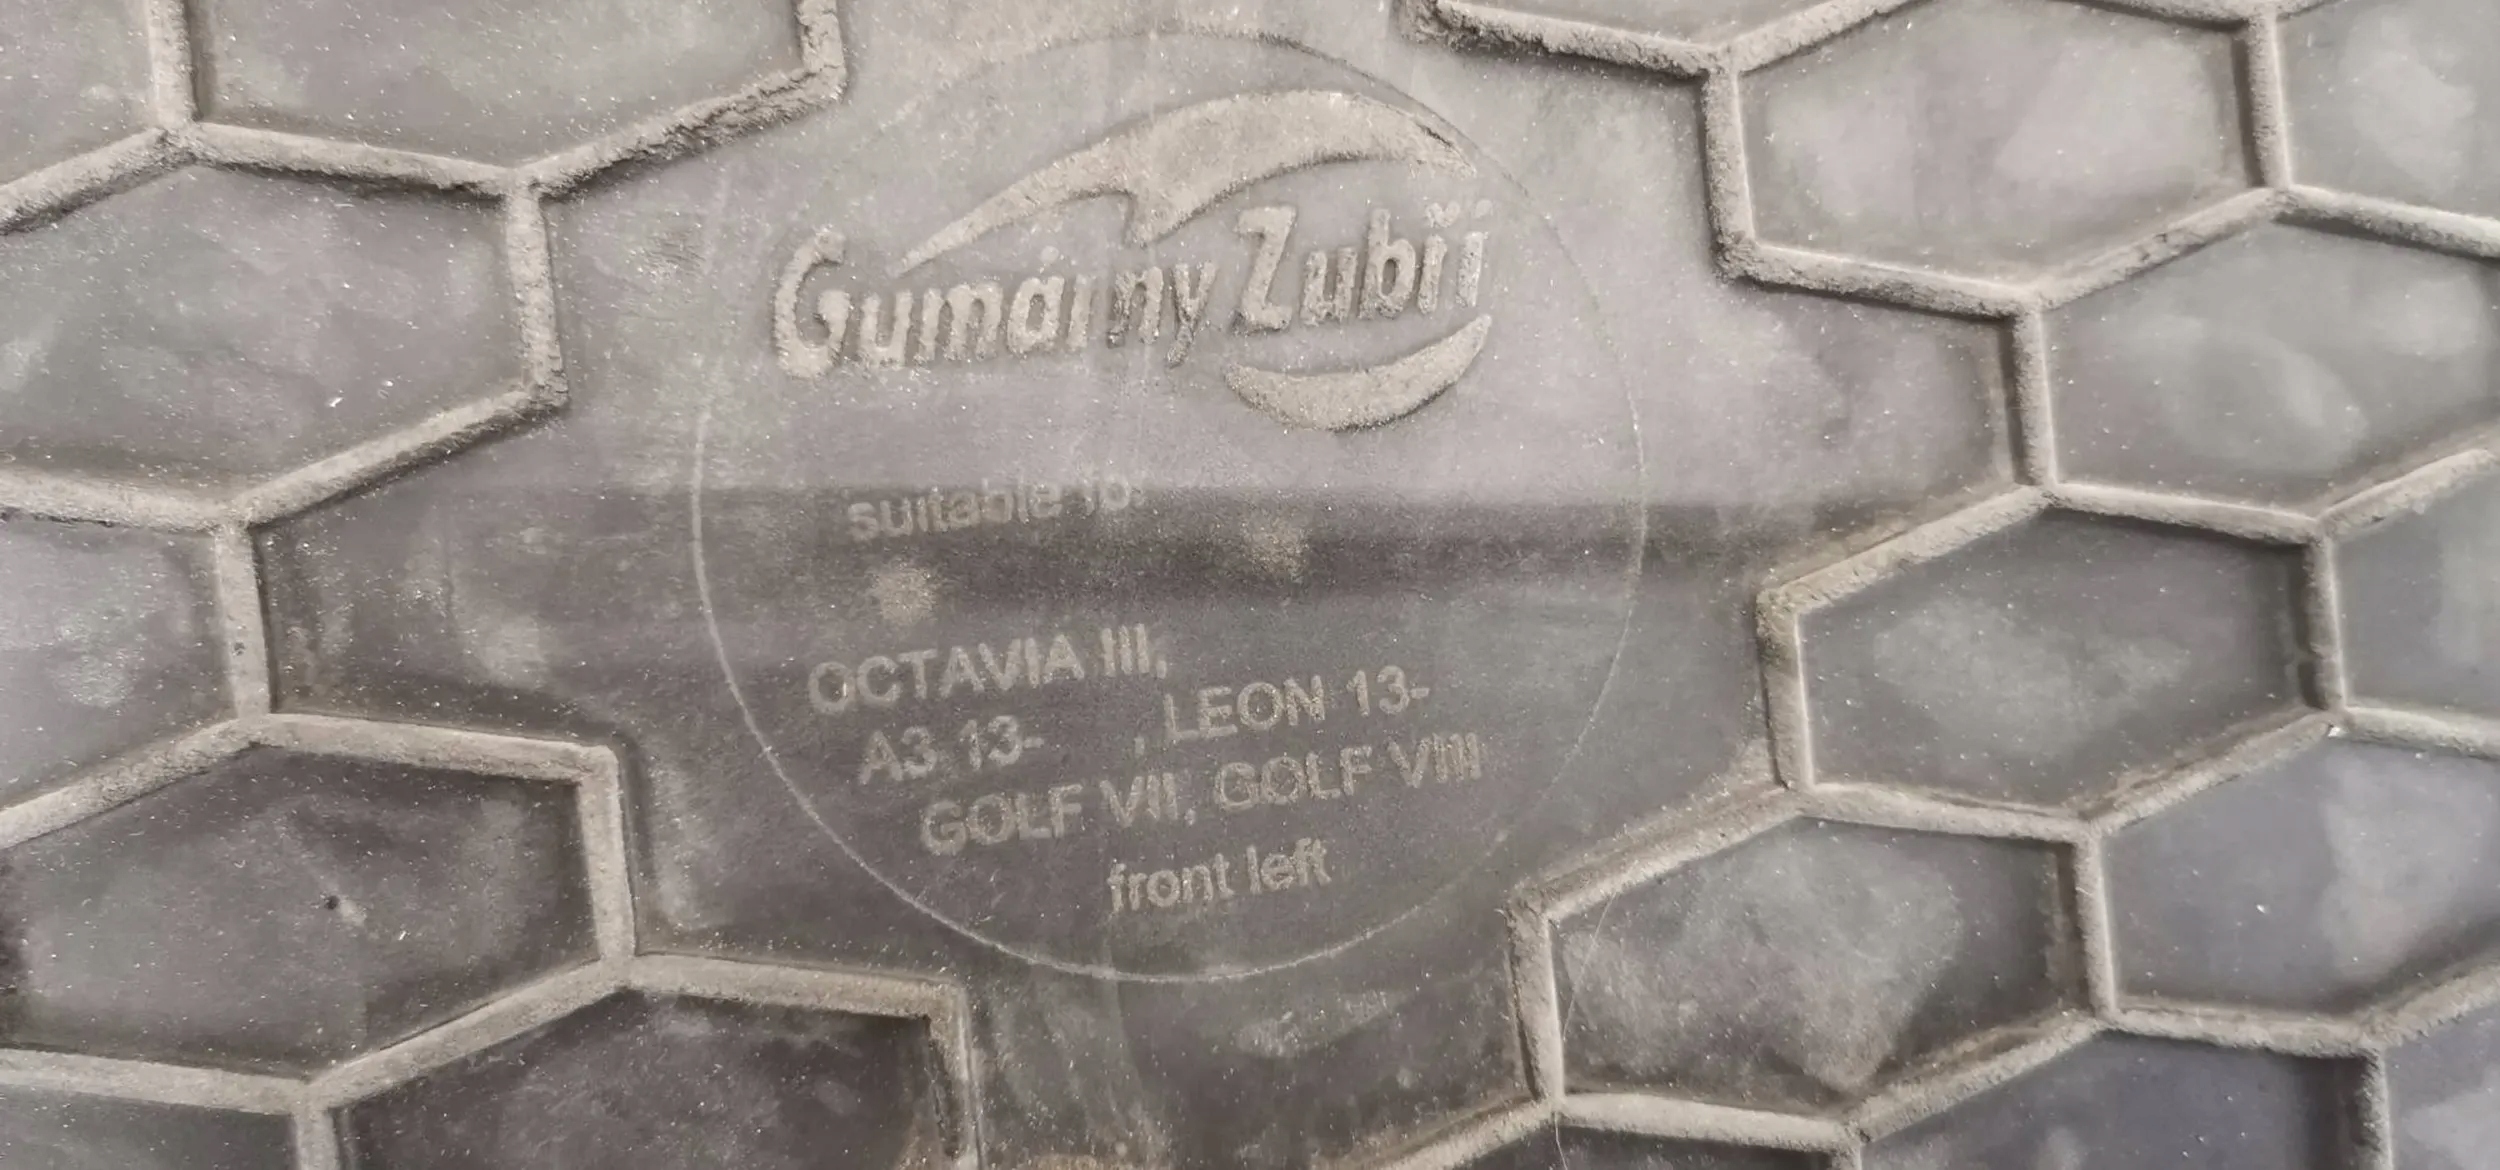 Gumárny Zubří
suitable to:
OCTAVIA III,
A3 13- , LEON 13-
GOLF VII, GOLF VIII
front left